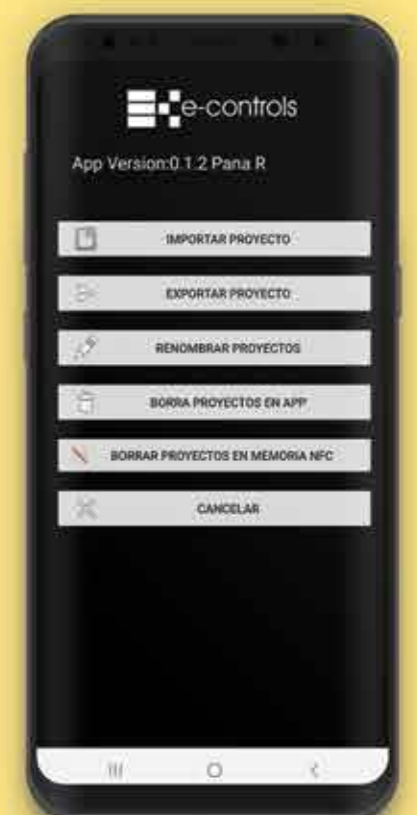 e-controls
App Version:0.1.2 Pana R
IMPORTAR PROYECTO
EXPORTAR PROYECTO
RENOMBRAR PROYECTOS
BORRA PROYECTOS EN APP
BORRAR PROYECTOS EN MEMORIA NFC
CANCELAR